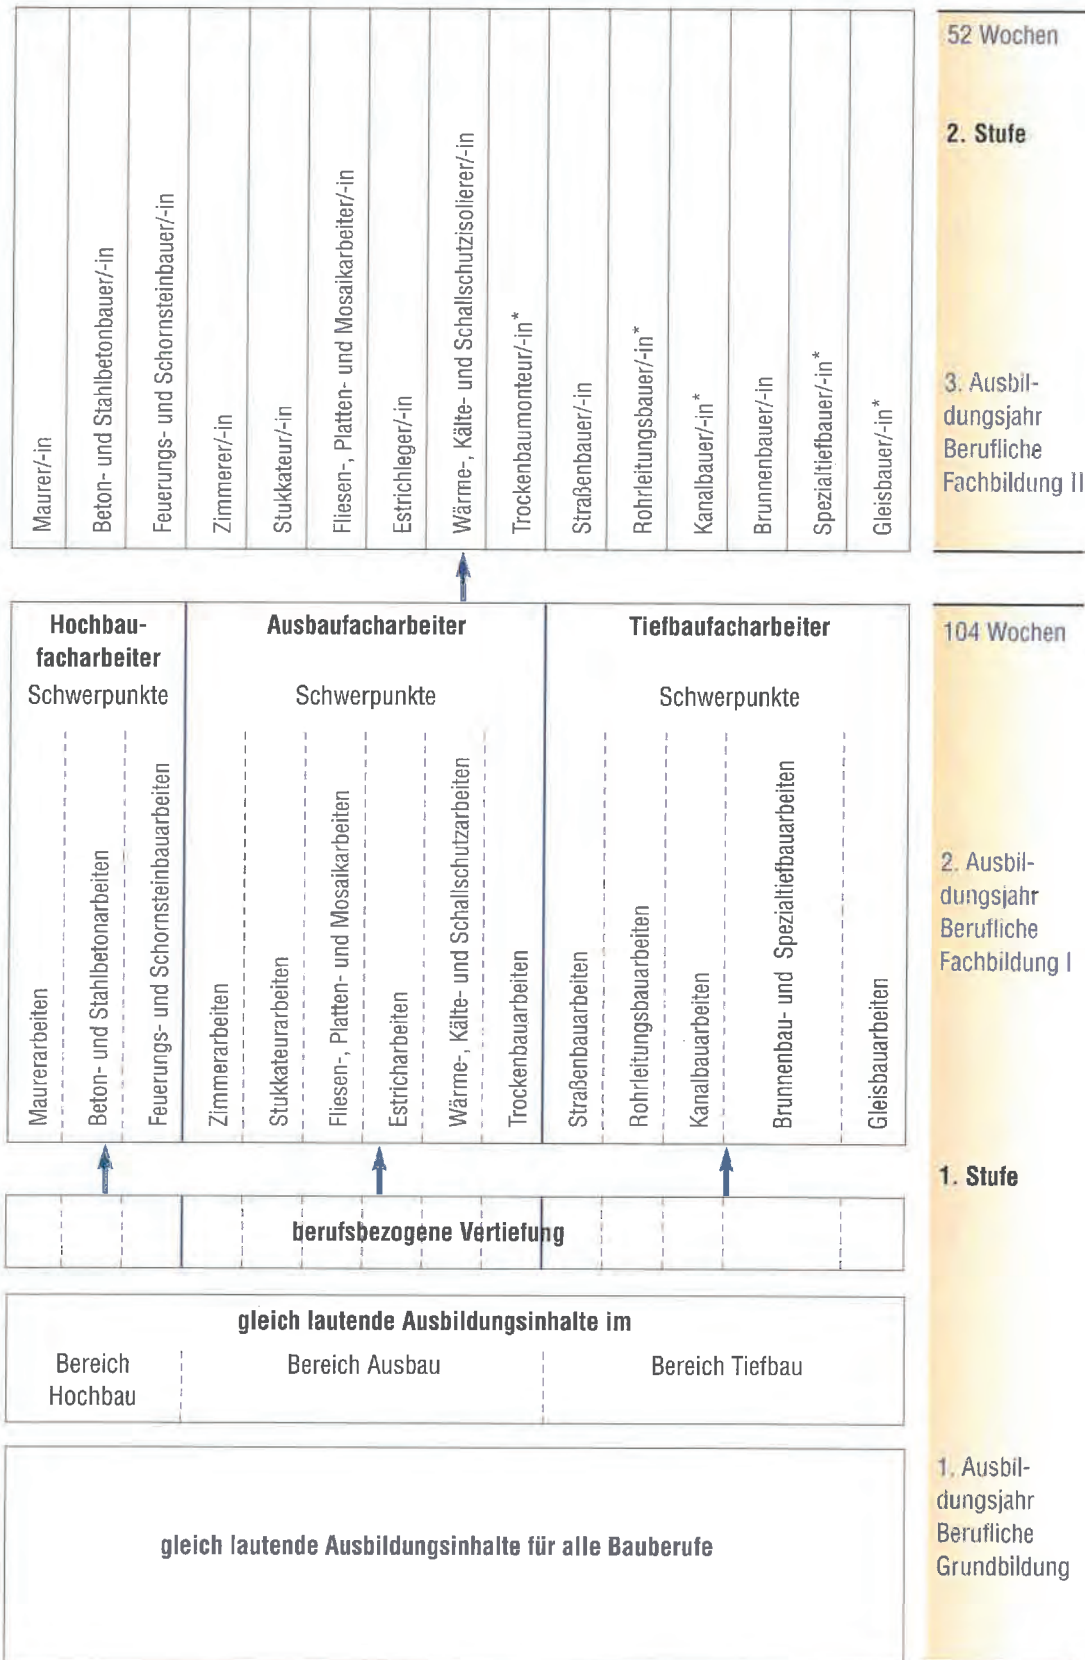 Maurer/-in
Beton- und Stahlbetonbauer/-in
Feuerungs- und Schornsteinbauer/-in
Zimmerer/-in
Stukkateur/-in
Fliesen-, Platten- und Mosaikarbeiter/-in
Estrichleger/-in
Wärme-, Kälte- und Schallschutzisolierer/-in
Trockenbaumonteur/-in*
Straßenbauer/-in
Rohrleitungsbauer/-in*
Kanalbauer/-in*
Brunnenbauer/-in
Spezialtiefbauer/-in*
Gleisbauer/-in*
52 Wochen
2. Stufe
3. Ausbil-
dungsjahr
Berufliche
Fachbildung II
Hochbau-
facharbeiter
Schwerpunkte
Ausbaufacharbeiter
Schwerpunkte
Tiefbaufacharbeiter
Schwerpunkte
Maurerarbeiten
Beton- und Stahlbetonarbeiten
Feuerungs- und Schornsteinbauarbeiten
Zimmerarbeiten
Stukkateurarbeiten
Fliesen-, Platten- und Mosaikarbeiten
Estricharbeiten
Wärme-, Kälte- und Schallschutzarbeiten
Trockenbauarbeiten
Straßenbauarbeiten
Rohrleitungsbauarbeiten
Kanalbauarbeiten
Brunnenbau- und Spezialtiefbauarbeiten
Gleisbauarbeiten
104 Wochen
2. Ausbil-
dungsjahr
Berufliche
Fachbildung I
1. Stufe
berufsbezogene Vertiefung
gleich lautende Ausbildungsinhalte im
Bereich
Hochbau
Bereich Ausbau
Bereich Tiefbau
gleich lautende Ausbildungsinhalte für alle Bauberufe
1. Ausbil-
dungsjahr
Berufliche
Grundbildung